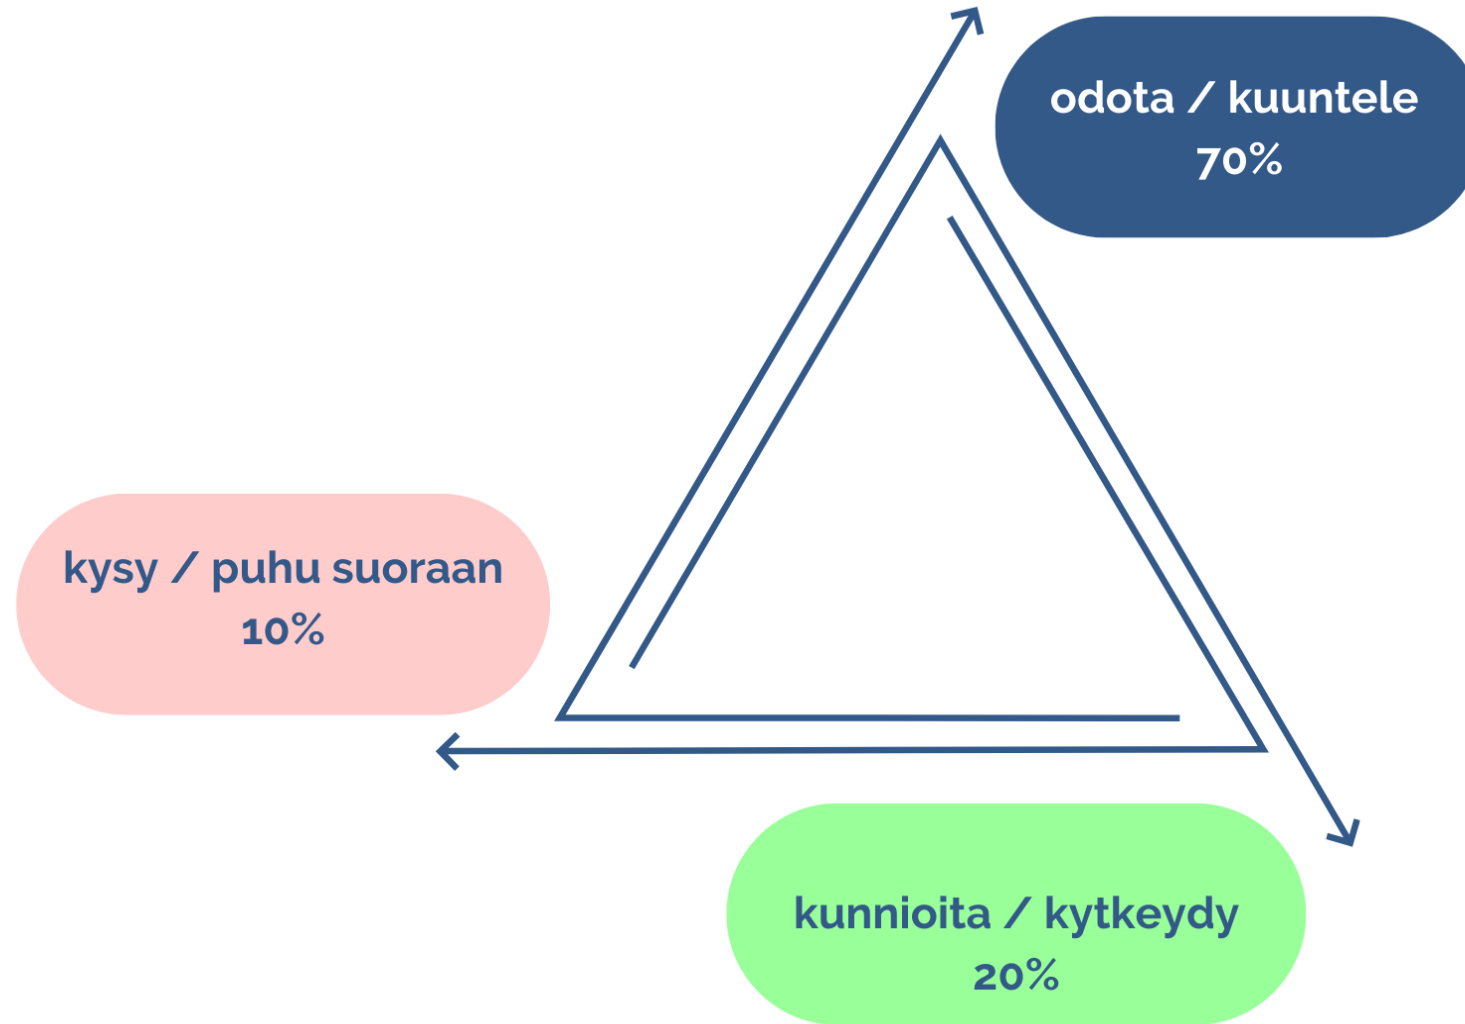 odota / kuuntele
70%
kysy / puhu suoraan
10%
kunnioita / kytkeydy
20%